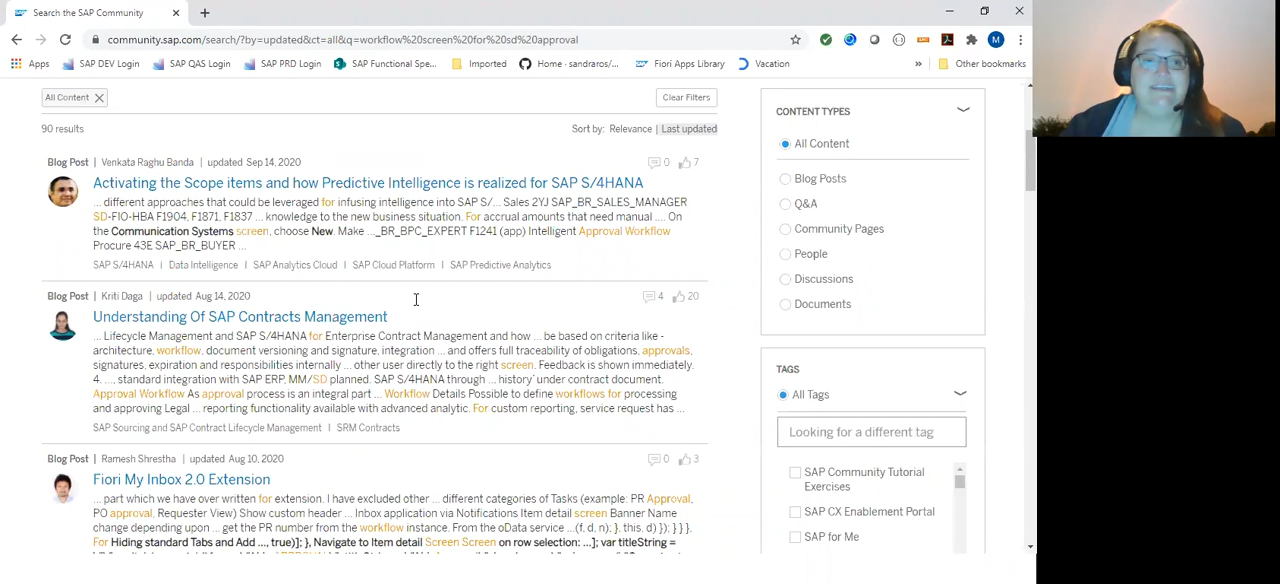 Search the SAP Community
community.sap.com/search/?by=updated&ct=all&q=workflow%20screen%20for%20sd%20approval
M
Apps SAP DEV Login SAP QAS Login SAP PRD Login SAP Functional Spe... Imported Home · sandraros/... Fiori Apps Library Vacation » Other bookmarks
All Content Clear Filters
90 results Sort by: Relevance | Last updated
Blog Post | Venkata Raghu Banda | updated Sep 14, 2020 0 7
Activating the Scope items and how Predictive Intelligence is realized for SAP S/4HANA
... different approaches that could be leveraged for infusing intelligence into SAP S/... Sales 2YJ SAP_BR_SALES_MANAGER
SD-FIO-HBA F1904, F1871, F1837 ... knowledge to the new business situation. For accrual amounts that need manual .... On
the Communication Systems screen, choose New. Make ..._BR_BPC_EXPERT F1241 (app) Intelligent Approval Workflow
Procure 43E SAP_BR_BUYER ...
SAP S/4HANA | Data Intelligence | SAP Analytics Cloud | SAP Cloud Platform | SAP Predictive Analytics
Blog Post | Kriti Daga | updated Aug 14, 2020 4 20
Understanding Of SAP Contracts Management
... Lifecycle Management and SAP S/4HANA for Enterprise Contract Management and how ... be based on criteria like -
architecture, workflow, document versioning and signature, integration ... and offers full traceability of obligations, approvals,
signatures, expiration and responsibilities internally ... other user directly to the right screen. Feedback is shown immediately.
4. ..., standard integration with SAP ERP, MM/SD planned. SAP S/4HANA through ... history' under contract document.
Approval Workflow As approval process is an integral part ... Workflow Details Possible to define workflows for processing
and approving Legal ... reporting functionality available with advanced analytic. For custom reporting, service request has ...
SAP Sourcing and SAP Contract Lifecycle Management | SRM Contracts
Blog Post | Ramesh Shrestha | updated Aug 10, 2020 0 3
Fiori My Inbox 2.0 Extension
... part which we have over written for extension. I have excluded other ... different categories of Tasks (example: PR Approval,
PO approval, Requester View) Show custom header ... Inbox application via Notifications Item detail screen Banner Name
change depending upon ... get the PR number from the workflow instance. From the oData service ...(f, d, n); }. this, d) }); } } }.
For Hiding standard Tabs and Add ..., true)]; }, Navigate to Item detail Screen Screen on row selection: ...]; var titleString =
CONTENT TYPES
All Content
Blog Posts
Q&A
Community Pages
People
Discussions
Documents
TAGS
All Tags
Looking for a different tag
SAP Community Tutorial
Exercises
SAP CX Enablement Portal
SAP for Me